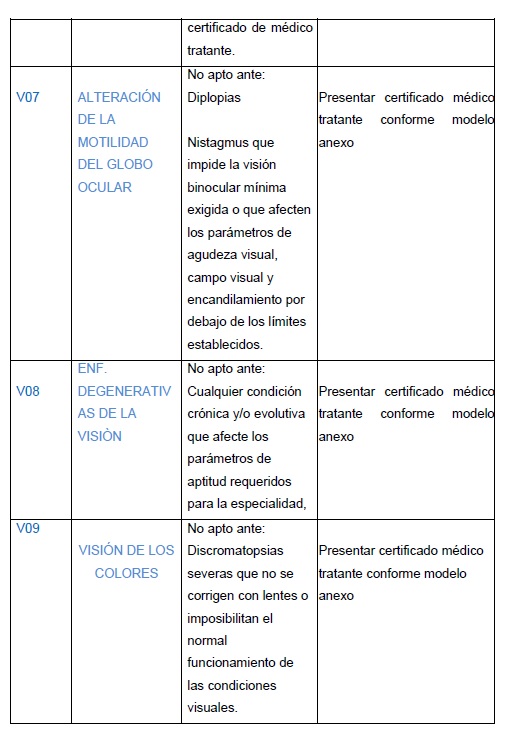 certificado de médico
tratante.
V07
ALTERACIÓN
DE LA
MOTILIDAD
DEL GLOBO
OCULAR
No apto ante:
Diplopias
Nistagmus que
impide la visión
binocular mínima
exigida o que afecten
los parámetros de
agudeza visual,
campo visual y
encandilamiento por
debajo de los límites
establecidos.
Presentar certificado médico
tratante conforme modelo
anexo
V08
ENF.
DEGENERATIV
AS DE LA
VISIÒN
No apto ante:
Cualquier condición
crónica y/o evolutiva
que afecte los
parámetros de
aptitud requeridos
para la especialidad,
Presentar certificado médico
tratante conforme modelo
anexo
V09
VISIÓN DE LOS
COLORES
No apto ante:
Discromatopsias
severas que no se
corrigen con lentes o
imposibilitan el
normal
funcionamiento de
las condiciones
visuales.
Presentar certificado médico
tratante conforme modelo
anexo